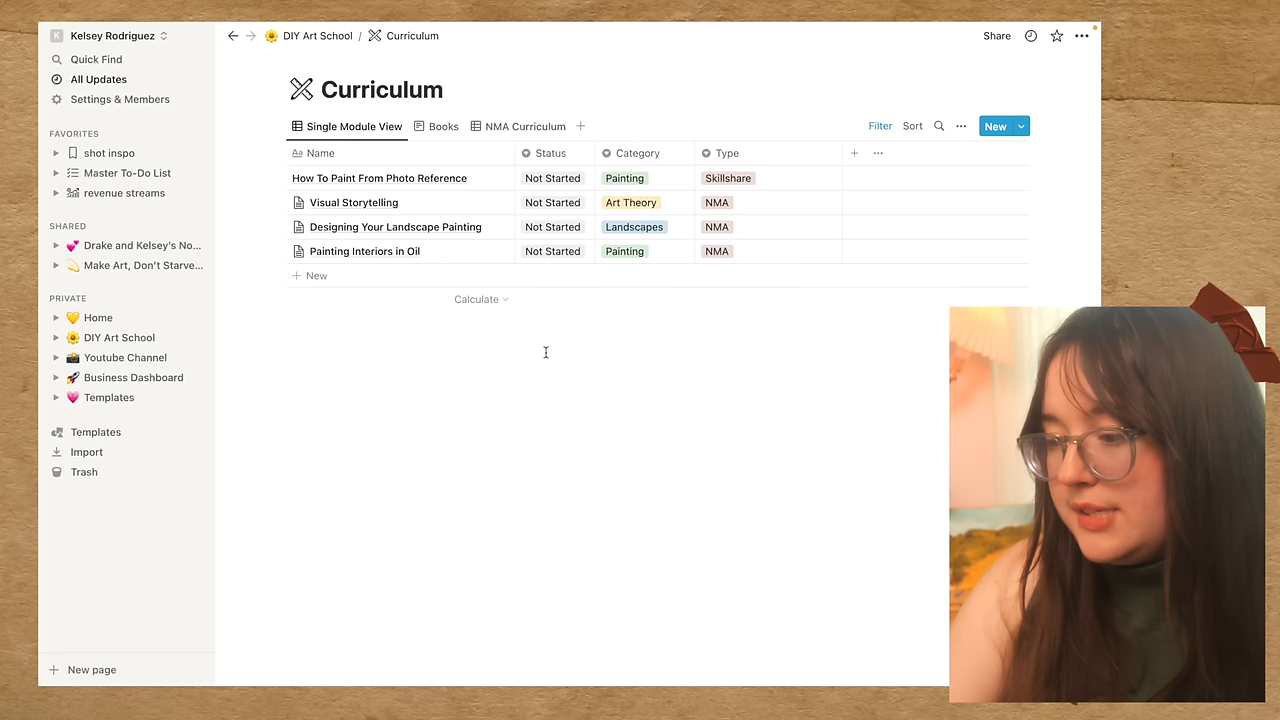 K Kelsey Rodriguez
Quick Find
All Updates
Settings & Members
FAVORITES
shot inspo
Master To-Do List
revenue streams
SHARED
Drake and Kelsey's No...
Make Art, Don't Starve...
PRIVATE
Home
DIY Art School
Youtube Channel
Business Dashboard
Templates
Templates
Import
Trash
New page
DIY Art School / Curriculum
Share
Curriculum
Single Module View Books NMA Curriculum
Filter Sort New
Aa Name Status Category Type
How To Paint From Photo Reference Not Started Painting Skillshare
Visual Storytelling Not Started Art Theory NMA
Designing Your Landscape Painting Not Started Landscapes NMA
Painting Interiors in Oil Not Started Painting NMA
New
Calculate